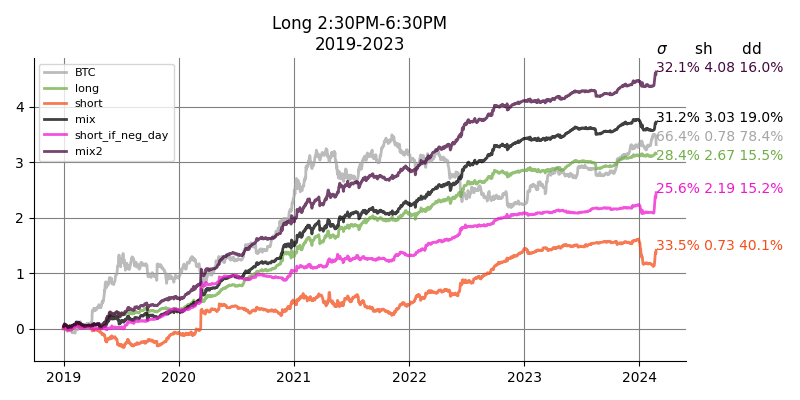 Long 2:30PM-6:30PM
2019-2023
σ sh dd
32.1% 4.08 16.0%
31.2% 3.03 19.0%
66.4% 0.78 78.4%
28.4% 2.67 15.5%
25.6% 2.19 15.2%
33.5% 0.73 40.1%
BTC
long
short
mix
short_if_neg_day
mix2
4
3
2
1
0
2019 2020 2021 2022 2023 2024